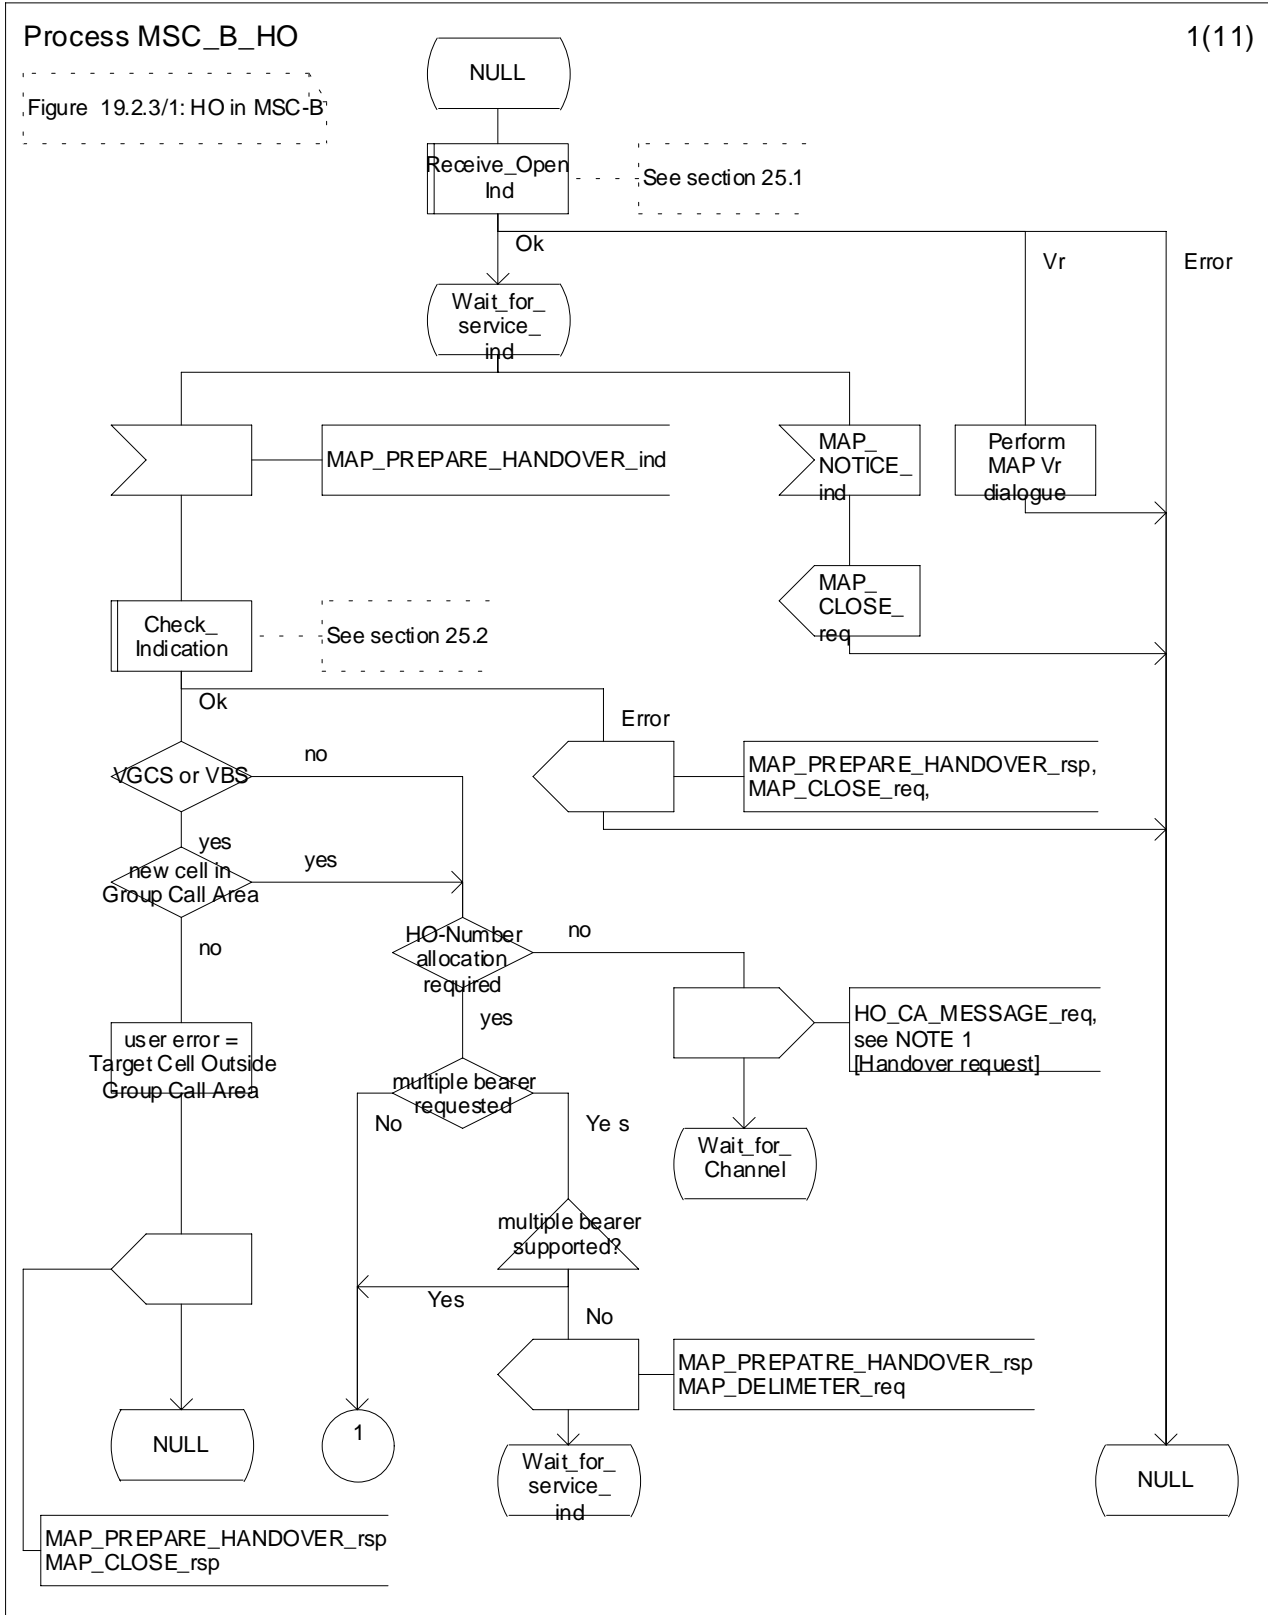 Process MSC_B_HO
1(11)
Figure 19.2.3/1: HO in MSC-B
NULL
Receive_Open
Ind
See section 25.1
Ok
Vr
Error
Wait_for_
service_
ind
MAP_PREPARE_HANDOVER_ind
MAP_
NOTICE_
ind
Perform
MAP Vr
dialogue
MAP_
CLOSE_
req
Check_
Indication
See section 25.2
Ok
Error
VGCS or VBS
no
MAP_PREPARE_HANDOVER_rsp,
MAP_CLOSE_req,
yes
new cell in
Group Call Area
yes
no
HO-Number
allocation
required
no
HO_CA_MESSAGE_req,
see NOTE 1
[Handover request]
yes
user error =
Target Cell Outside
Group Call Area
multiple bearer
requested
No
Ye s
Wait_for_
Channel
multiple bearer
supported?
Yes
No
MAP_PREPATRE_HANDOVER_rsp
MAP_DELIMETER_req
NULL
1
Wait_for_
service_
ind
NULL
MAP_PREPARE_HANDOVER_rsp
MAP_CLOSE_rsp